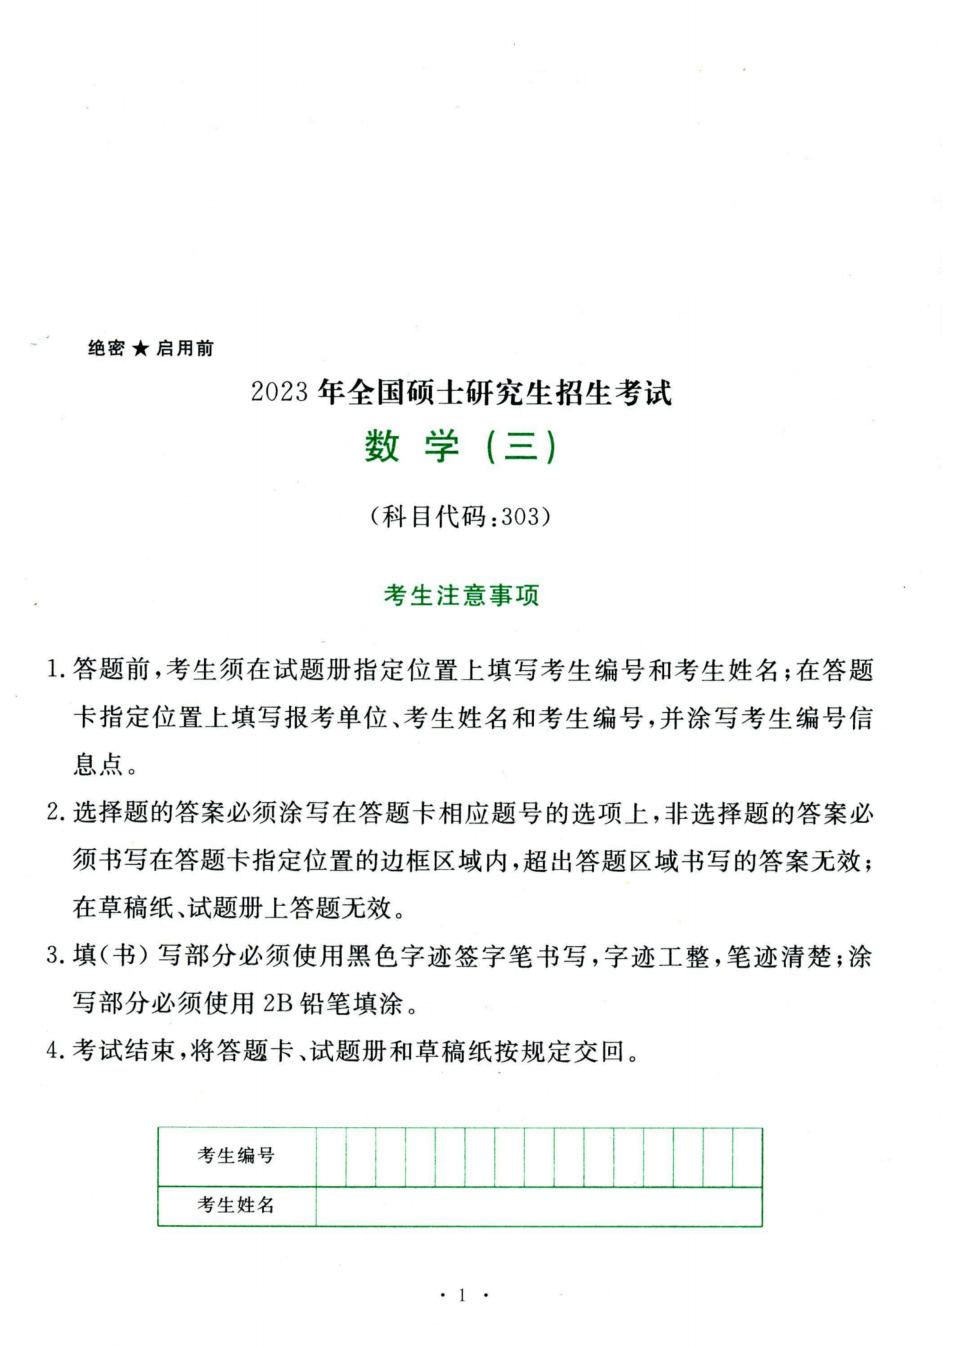 绝密★启用前
2023年全国硕士研究生招生考试
数 学（三）
（科目代码:303）
考生注意事项
1. 答题前,考生须在试题册指定位置上填写考生编号和考生姓名;在答题
卡指定位置上填写报考单位、考生姓名和考生编号,并涂写考生编号信
息点。
2. 选择题的答案必须涂写在答题卡相应题号的选项上,非选择题的答案必
须书写在答题卡指定位置的边框区域内,超出答题区域书写的答案无效;
在草稿纸、试题册上答题无效。
3. 填(书) 写部分必须使用黑色字迹签字笔书写,字迹工整,笔迹清楚;涂
写部分必须使用 2B 铅笔填涂。
4. 考试结束,将答题卡、试题册和草稿纸按规定交回。
考生编号
考生姓名
· 1 ·